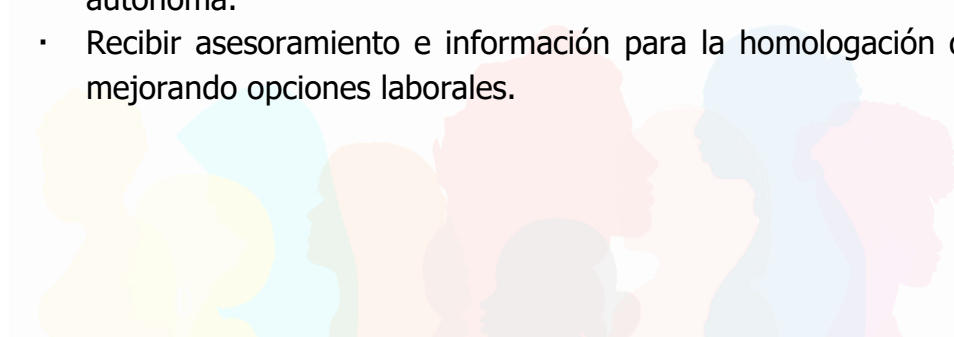 autónoma.
· Recibir asesoramiento e información para la homologación
mejorando opciones laborales.